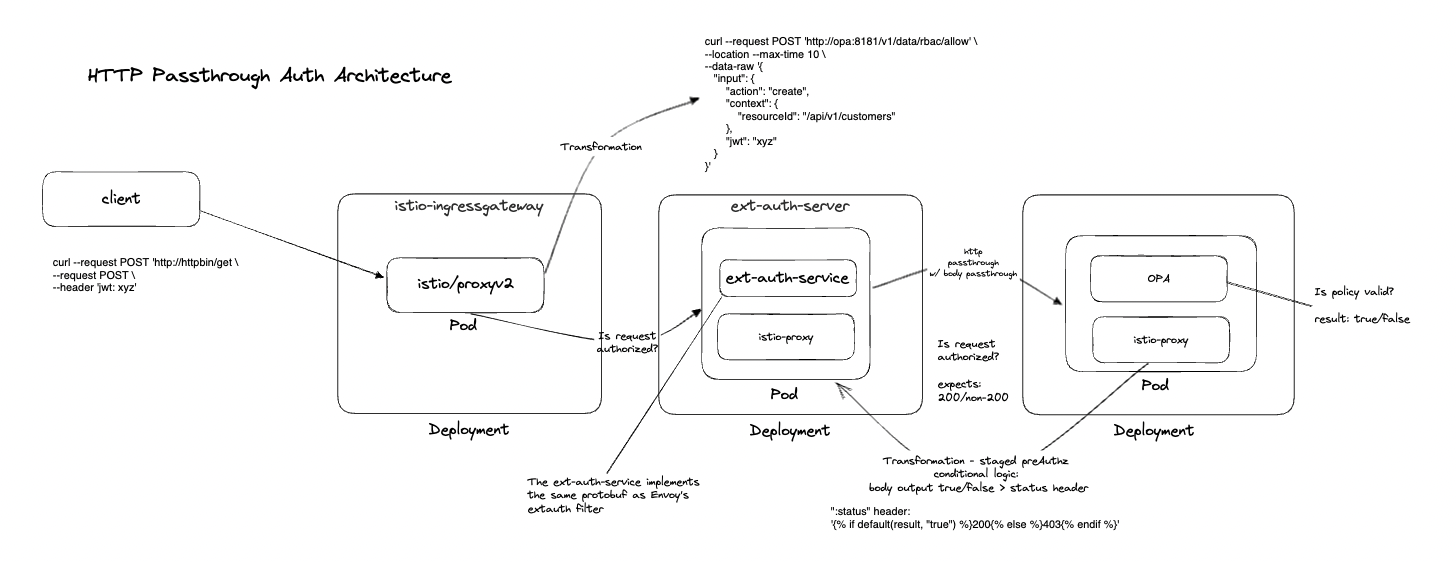 HTTP Passthrough Auth Architecture
curl --request POST 'http://opa:8181/v1/data/rbac/allow' \
--location --max-time 10 \
--data-raw '{
"input": {
"action": "create",
"context": {
"resourceId": "/api/v1/customers"
},
"jwt": "xyz"
}
}'
Transformation
client
curl --request POST 'http://httpbin/get \
--request POST \
--header 'jwt: xyz'
istio-ingressgateway
istio/proxyv2
Pod
Deployment
Is request
authorized?
ext-auth-server
ext-auth-service
istio-proxy
Pod
Deployment
http
passthrough
w/ body passthrough
Is request
authorized?
expects:
200/non-200
OPA
istio-proxy
Pod
Deployment
Is policy valid?
result: true/false
The ext-auth-service implements
the same protobuf as Envoy's
extauth filter
Transformation - staged preAuthz
conditional logic:
body output true/false > status header
":status" header:
'{% if default(result, "true") %}200{% else %}403{% endif %}'